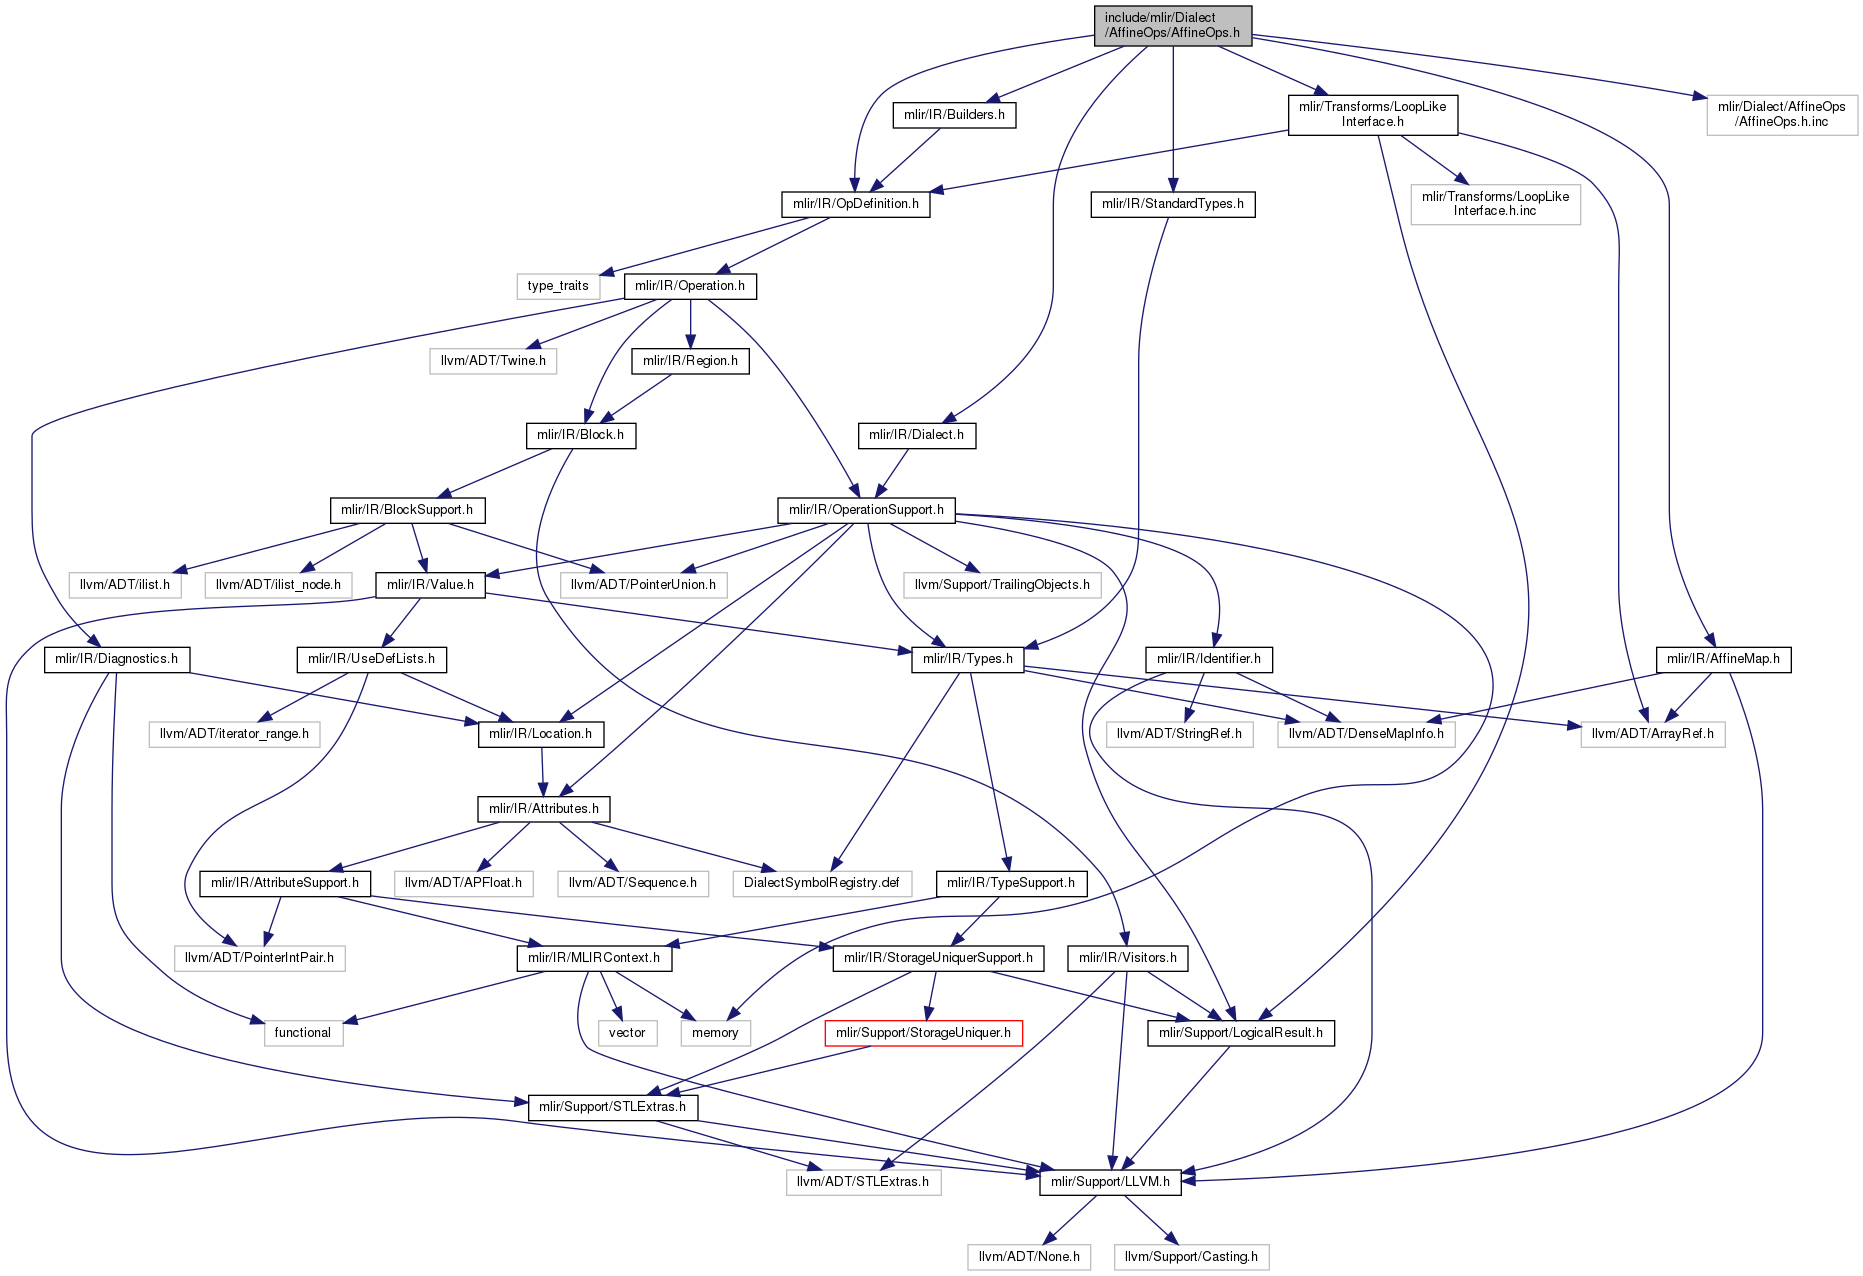 include/mlir/Dialect
/AffineOps/AffineOps.h
mlir/IR/Builders.h
mlir/Transforms/LoopLike
Interface.h
mlir/Dialect/AffineOps
/AffineOps.h.inc
mlir/IR/OpDefinition.h
mlir/IR/StandardTypes.h
mlir/Transforms/LoopLike
Interface.h.inc
type_traits
mlir/IR/Operation.h
llvm/ADT/Twine.h
mlir/IR/Region.h
mlir/IR/Block.h
mlir/IR/Dialect.h
mlir/IR/BlockSupport.h
mlir/IR/OperationSupport.h
llvm/ADT/ilist.h
llvm/ADT/ilist_node.h
mlir/IR/Value.h
llvm/ADT/PointerUnion.h
llvm/Support/TrailingObjects.h
mlir/IR/Diagnostics.h
mlir/IR/UseDefLists.h
mlir/IR/Types.h
mlir/IR/Identifier.h
mlir/IR/AffineMap.h
llvm/ADT/iterator_range.h
mlir/IR/Location.h
llvm/ADT/StringRef.h
llvm/ADT/DenseMapInfo.h
llvm/ADT/ArrayRef.h
mlir/IR/Attributes.h
mlir/IR/AttributeSupport.h
llvm/ADT/APFloat.h
llvm/ADT/Sequence.h
DialectSymbolRegistry.def
mlir/IR/TypeSupport.h
llvm/ADT/PointerIntPair.h
mlir/IR/MLIRContext.h
mlir/IR/StorageUniquerSupport.h
mlir/IR/Visitors.h
functional
vector
memory
mlir/Support/StorageUniquer.h
mlir/Support/LogicalResult.h
mlir/Support/STLExtras.h
llvm/ADT/STLExtras.h
mlir/Support/LLVM.h
llvm/ADT/None.h
llvm/Support/Casting.h